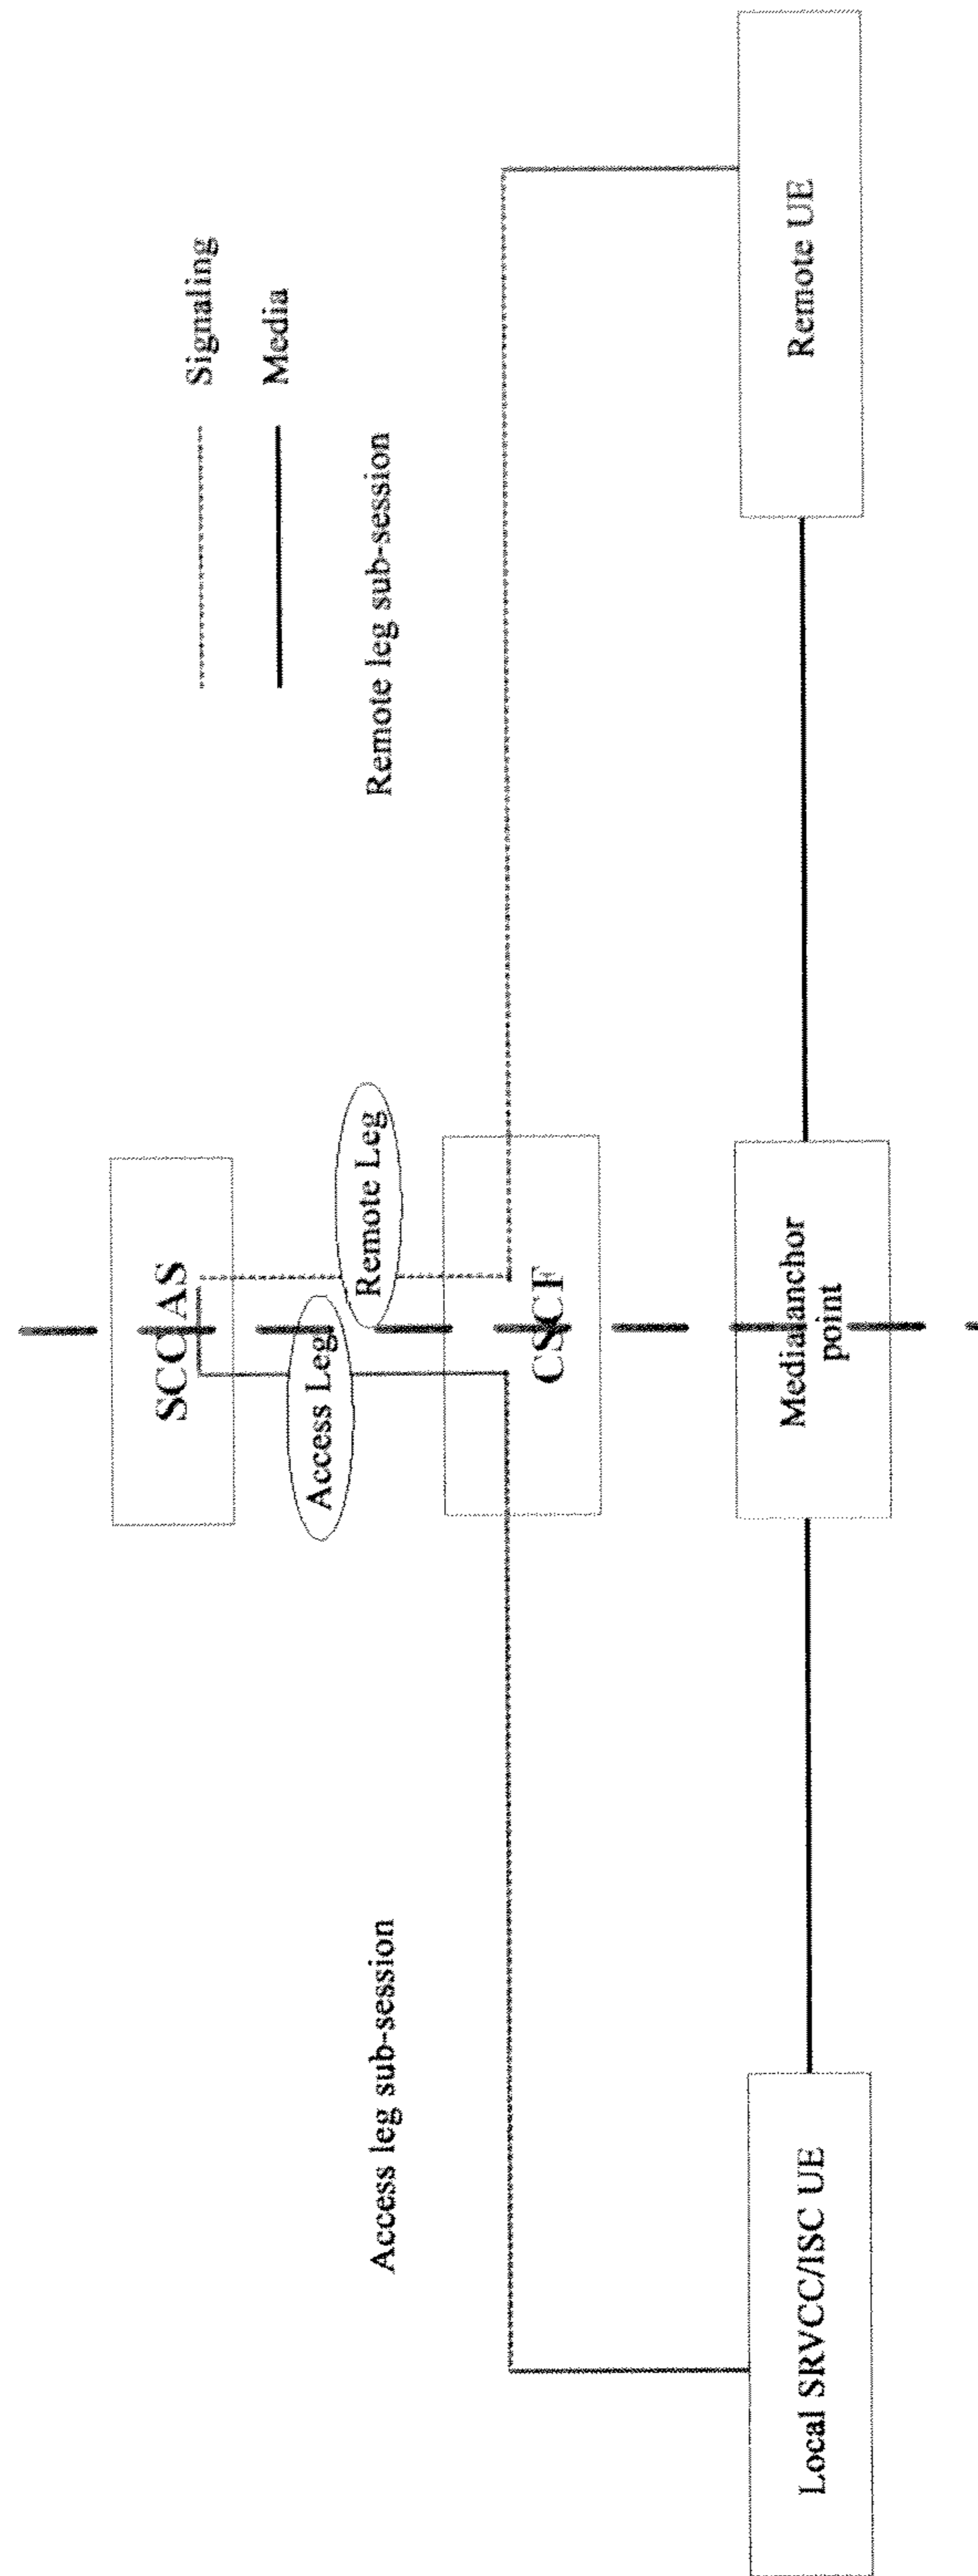 SCC AS
Signaling
Media
Access Leg
Remote Leg
Access leg sub-session
Remote leg sub-session
CSCF
Local SRVCC/ISC UE
Media anchor
point
Remote UE